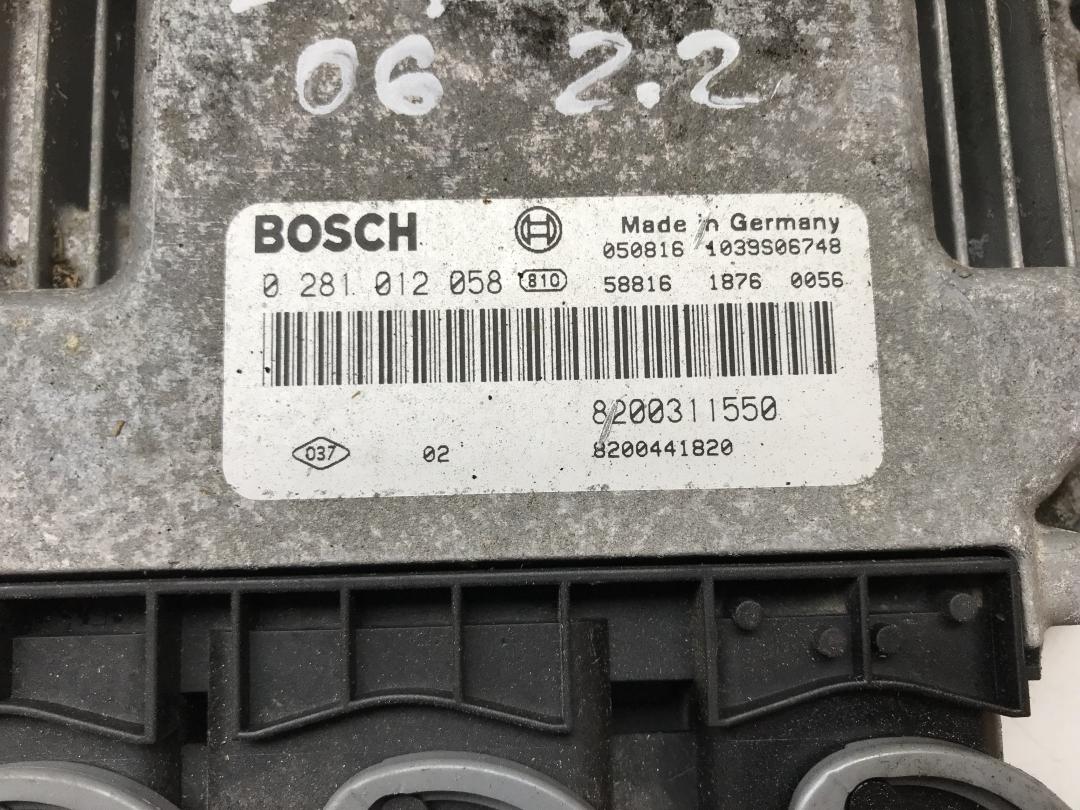 06 2.2
BOSCH Made in Germany
050816 1039S06748
0 281 012 058 810 58816 1876 0056
8200311550
037 02 8200441820